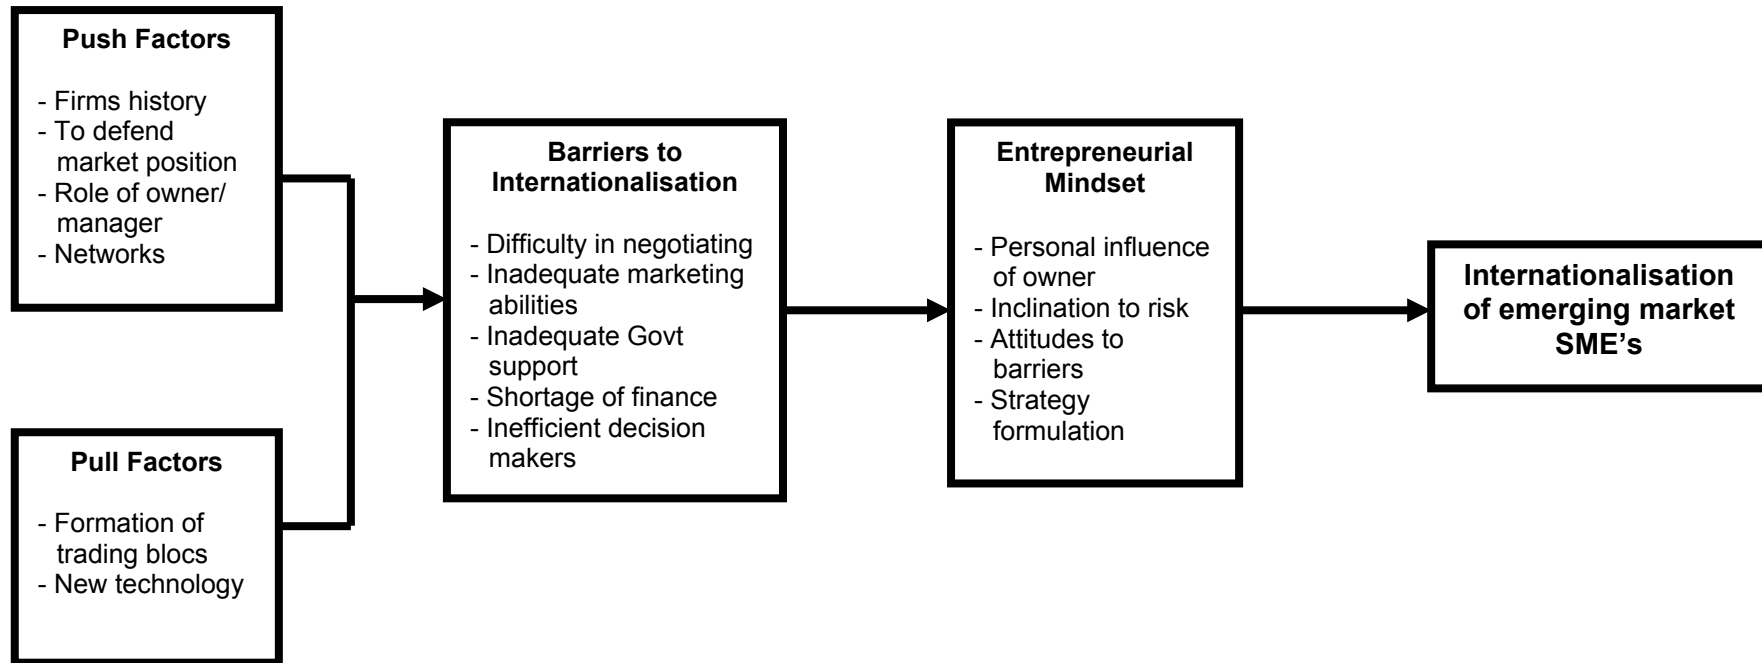 Push Factors
- Firms history
- To defend
market position
- Role of owner/
manager
- Networks
Pull Factors
- Formation of
trading blocs
- New technology
Barriers to
Internationalisation
- Difficulty in negotiating
- Inadequate marketing
abilities
- Inadequate Govt
support
- Shortage of finance
- Inefficient decision
makers
Entrepreneurial
Mindset
- Personal influence
of owner
- Inclination to risk
- Attitudes to
barriers
- Strategy
formulation
Internationalisation
of emerging market
SME’s